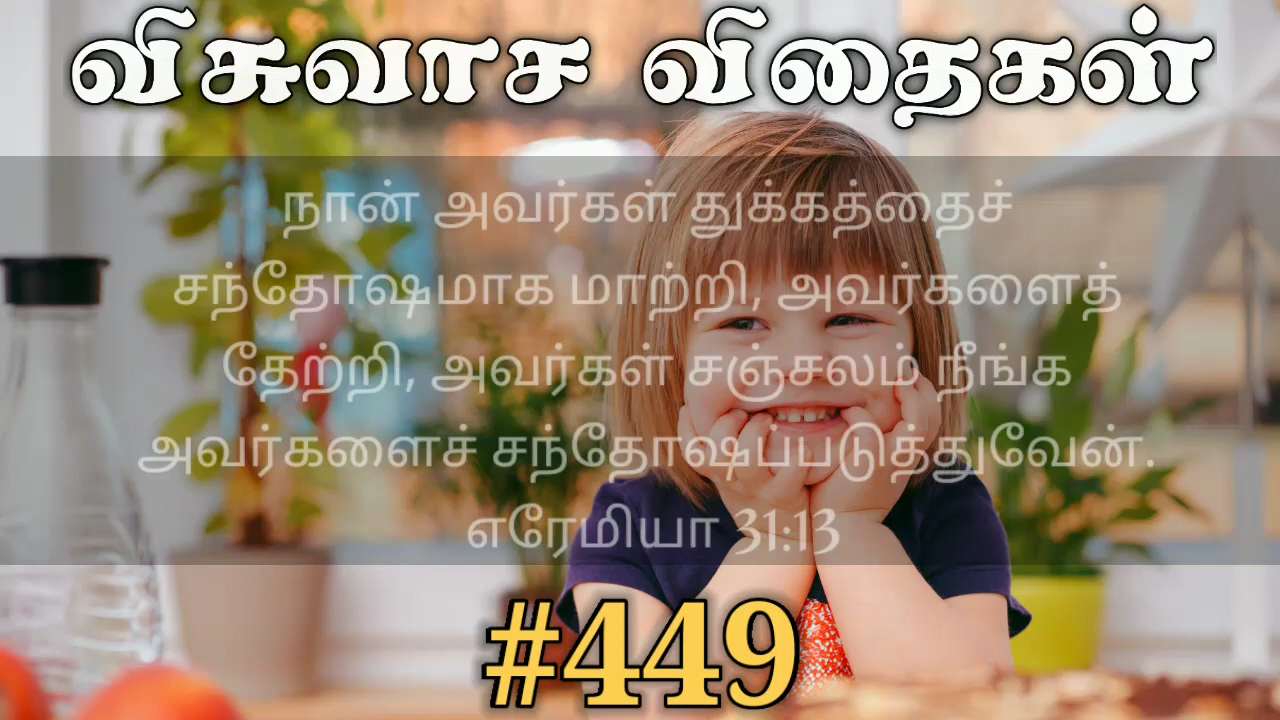 விசுவாச விதைகள்
நான் அவர்கள் துக்கத்தைச்
சந்தோஷமாக மாற்றி, அவர்களைத்
தேற்றி, அவர்கள் சஞ்சலம் நீங்க
அவர்களைச் சந்தோஷப்படுத்துவேன்.
எரேமியா 31:13
#449